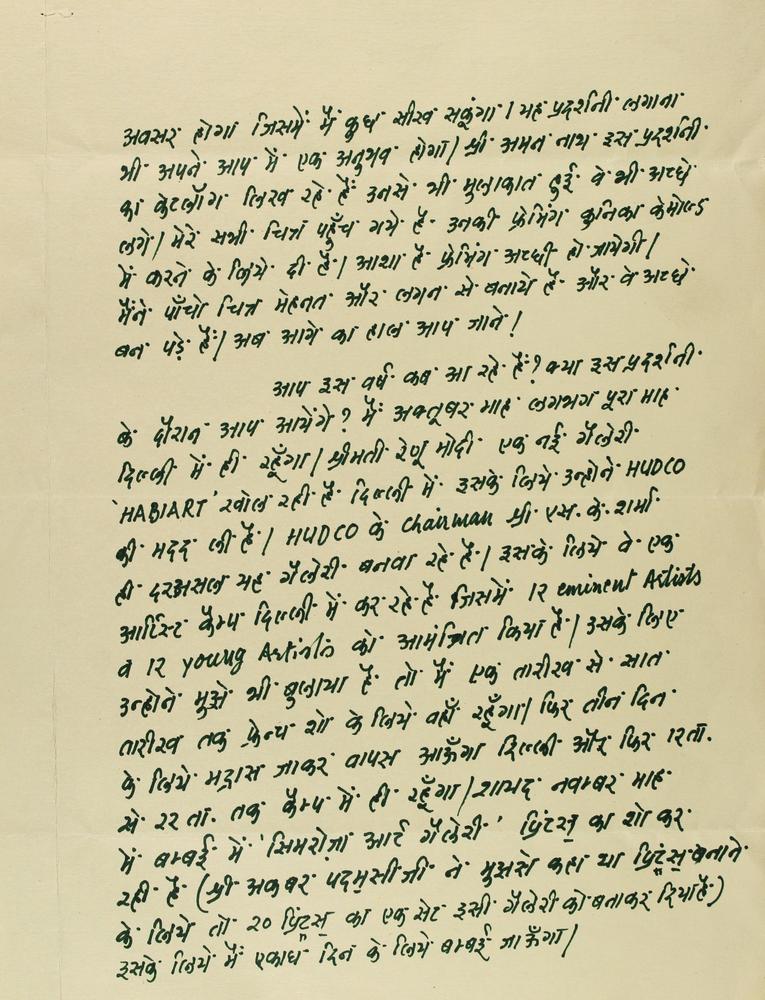 अवसर होगा जिसमें मैं कुछ सीख सकूंगा। यह प्रदर्शनी लगाना
भी अपने आप में एक अनुभव होगा। श्री अमन नाथ इस प्रदर्शनी
का केटलॉग लिख रहे हैं उनसे भी मुलाकात हुई वे भी अच्छे
लगे। मेरे सभी चित्र पहुँच गये है उनकी फ्रेमिंग कुनिका केमोल्ड
में करने के लिये दी है। आशा है फ्रेमिंग अच्छी हो जायेगी।
मैंने पाँचो चित्र मेहनत और लगन से बनाये है और वे अच्छे
बन पड़े हैं। अब आगे का हाल आप जाने!
आप इस वर्ष कब आ रहे हैं? क्या इस प्रदर्शनी
के दौरान आप आयेंगे? मैं अक्तूबर माह लगभग पूरा माह
दिल्ली में ही रहूँगा। श्रीमती रेणू मोदी एक नई गैलेरी
'HABIART' खोल रही है दिल्ली में इसके लिये उन्होने HUDCO
की मदद ली है। HUDCO के chairman श्री एस. के. शर्मा
ही दरअसल यह गैलेरी बनवा रहे है। इसके लिये वे एक
आर्टिस्ट कैम्प दिल्ली में कर रहे है जिसमें 12 eminent Artists
व 12 young Artists को आमंत्रित किया है। उसके लिए
उन्होने मुझे भी बुलाया है तो मैं एक तारीख से सात
तारीख तक फ्रेन्च शो के लिये वहाँ रहूँगा। फिर तीन दिन
के लिये मद्रास जाकर वापस आऊँगा दिल्ली और फिर १२ता.
से २२ ता. तक कैम्प में ही रहूँगा। शायद नवम्बर माह
में बम्बई में 'सिमरोज़ा आर्ट गैलेरी' प्रिंट्स का शो कर
रही है (श्री अकबर पदमसीजी ने मुझसे कहा था प्रिंट्स बनाने
के लिये तो २० प्रिंट्स का एक सेट इसी गैलेरी को बताकर दिया है)
इसके लिये मैं एकाध दिन के लिये बम्बई जाऊँगा।